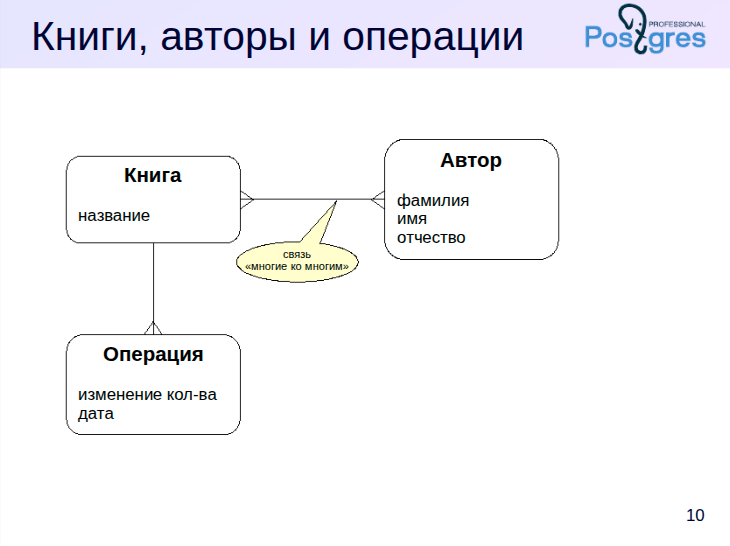 Книги, авторы и операции
PROFESSIONAL
Postgres
Книга
название
Автор
фамилия
имя
отчество
связь
«многие ко многим»
Операция
изменение кол-ва
дата
10